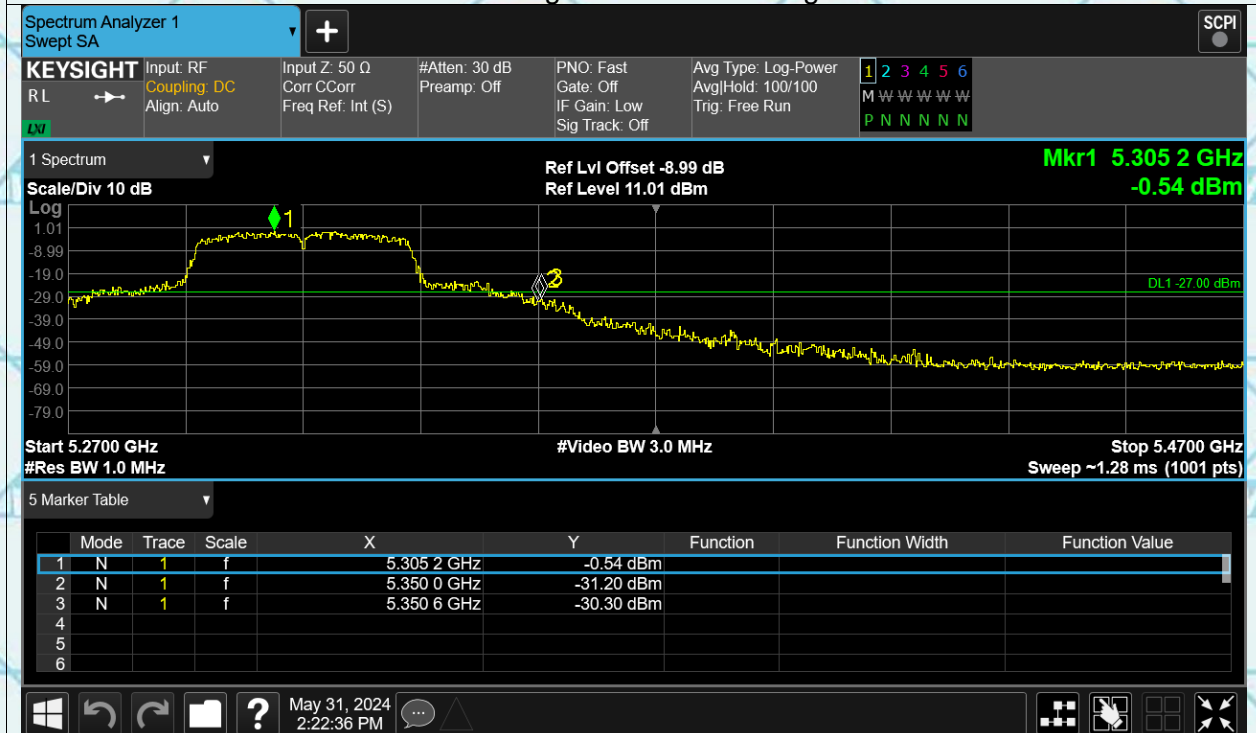 Spectrum Analyzer 1
Swept SA
+
SCPI
KEYSIGHT
RL
LXI
Input: RF
Coupling: DC
Align: Auto
Input Z: 50 Ω
Corr CCorr
Freq Ref: Int (S)
#Atten: 30 dB
Preamp: Off
PNO: Fast
Gate: Off
IF Gain: Low
Sig Track: Off
Avg Type: Log-Power
Avg|Hold: 100/100
Trig: Free Run
1 2 3 4 5 6
M W W W W W
P N N N N N
1 Spectrum
Scale/Div 10 dB
Ref Lvl Offset -8.99 dB
Ref Level 11.01 dBm
Mkr1 5.305 2 GHz
-0.54 dBm
Log
1.01
-8.99
-19.0
-29.0
-39.0
-49.0
-59.0
-69.0
-79.0
1
2
DL1 -27.00 dBm
Start 5.2700 GHz
#Video BW 3.0 MHz
Stop 5.4700 GHz
#Res BW 1.0 MHz
Sweep ~1.28 ms (1001 pts)
5 Marker Table
Mode Trace Scale X Y Function Function Width Function Value
1 N 1 f 5.305 2 GHz -0.54 dBm
2 N 1 f 5.350 0 GHz -31.20 dBm
3 N 1 f 5.350 6 GHz -30.30 dBm
4
5
6
?
May 31, 2024
2:22:36 PM